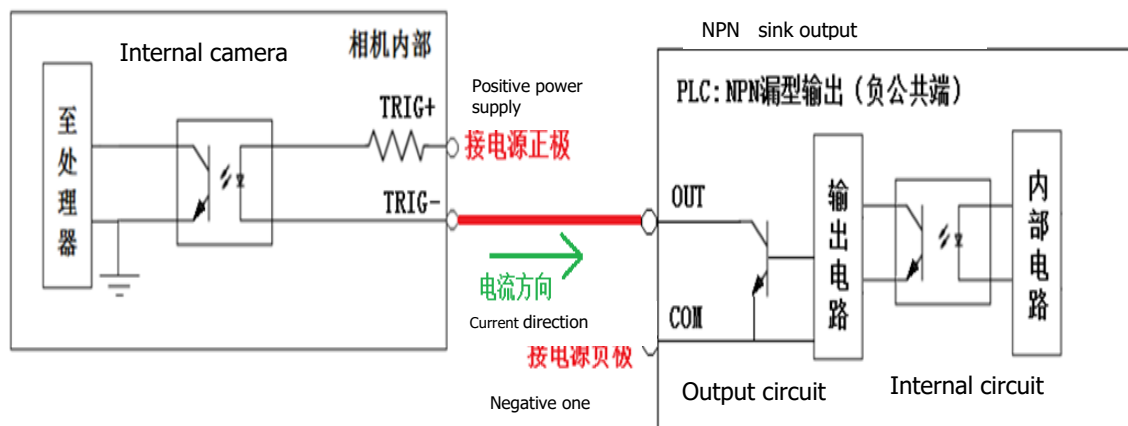 Internal camera
相机内部
至处理器
TRIG+
TRIG-
Positive power
supply
接电源正极
电流方向
Current direction
接电源负极
Negative one
NPN sink output
PLC:NPN漏型输出(负公共端)
OUT
COM
输出电路
内部电路
Output circuit
Internal circuit